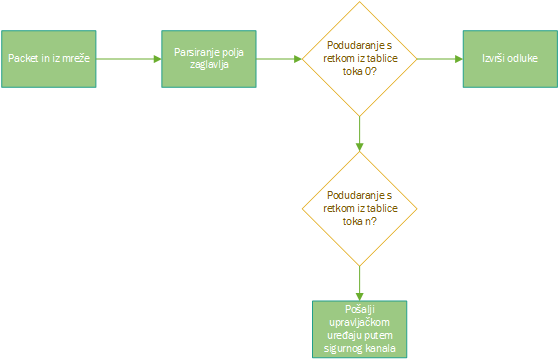 Packet in iz mreže
Parsiranje polja
zaglavlja
Podudaranje s
retkom iz tablice
toka 0?
Izvrši odluke
Podudaranje s
retkom iz tablice
toka n?
Pošalji
upravljačkom
uređaju putem
sigurnog kanala